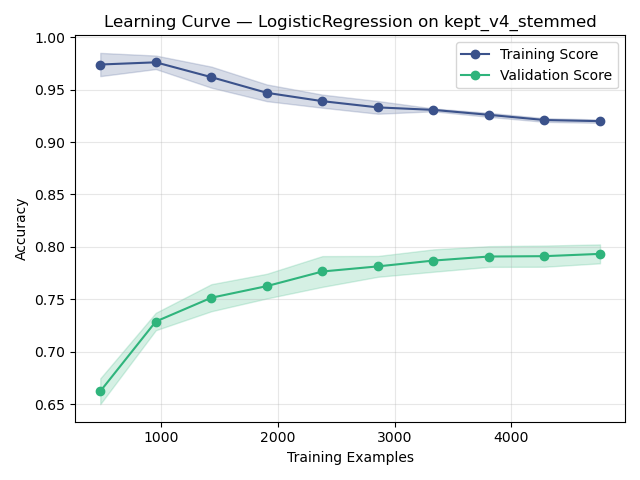 Learning Curve — LogisticRegression on kept_v4_stemmed
1.00
0.95
0.90
0.85
0.80
0.75
0.70
0.65
Accuracy
Training Score
Validation Score
1000
2000
3000
4000
Training Examples